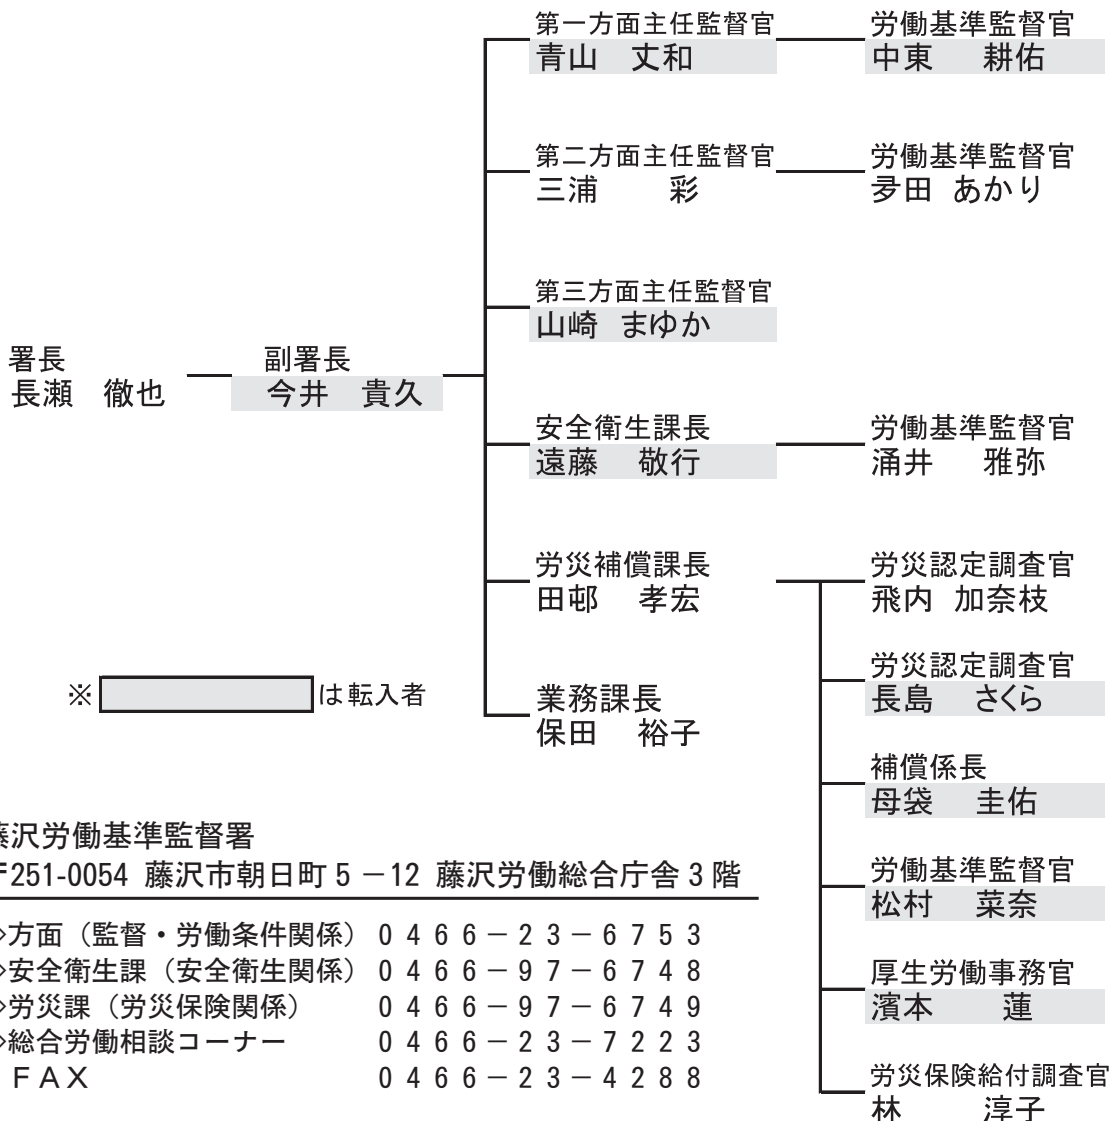 第一方面主任監督官
青山 丈和
労働基準監督官
中東 耕佑
第二方面主任監督官
三浦 彩
労働基準監督官
夛田 あかり
第三方面主任監督官
山崎 まゆか
署長
長瀬 徹也
副署長
今井 貴久
安全衛生課長
遠藤 敬行
労働基準監督官
涌井 雅弥
労災補償課長
田邨 孝宏
労災認定調査官
飛内 加奈枝
労災認定調査官
長島 さくら
業務課長
保田 裕子
補償係長
母袋 圭佑
労働基準監督官
松村 菜奈
厚生労働事務官
濱本 蓮
労災保険給付調査官
林 淳子
※ は転入者
藤沢労働基準監督署
〒251-0054 藤沢市朝日町5-12 藤沢労働総合庁舎3階
◇方面(監督・労働条件関係) 0466-23-6753
◇安全衛生課(安全衛生関係) 0466-97-6748
◇労災課(労災保険関係) 0466-97-6749
◇総合労働相談コーナー 0466-23-7223
FAX 0466-23-4288